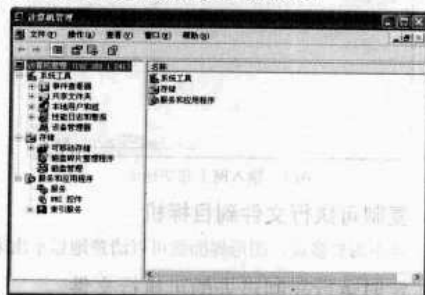 计算机管理
文件(F) 操作(A) 查看(V) 窗口(W) 帮助(H)
名称
系统工具
事件查看器
共享文件夹
本地用户和组
性能日志和警报
设备管理器
存储
可移动存储
磁盘碎片整理程序
磁盘管理
服务和应用程序
服务
WMI 控件
索引服务
系统工具
存储
服务和应用程序